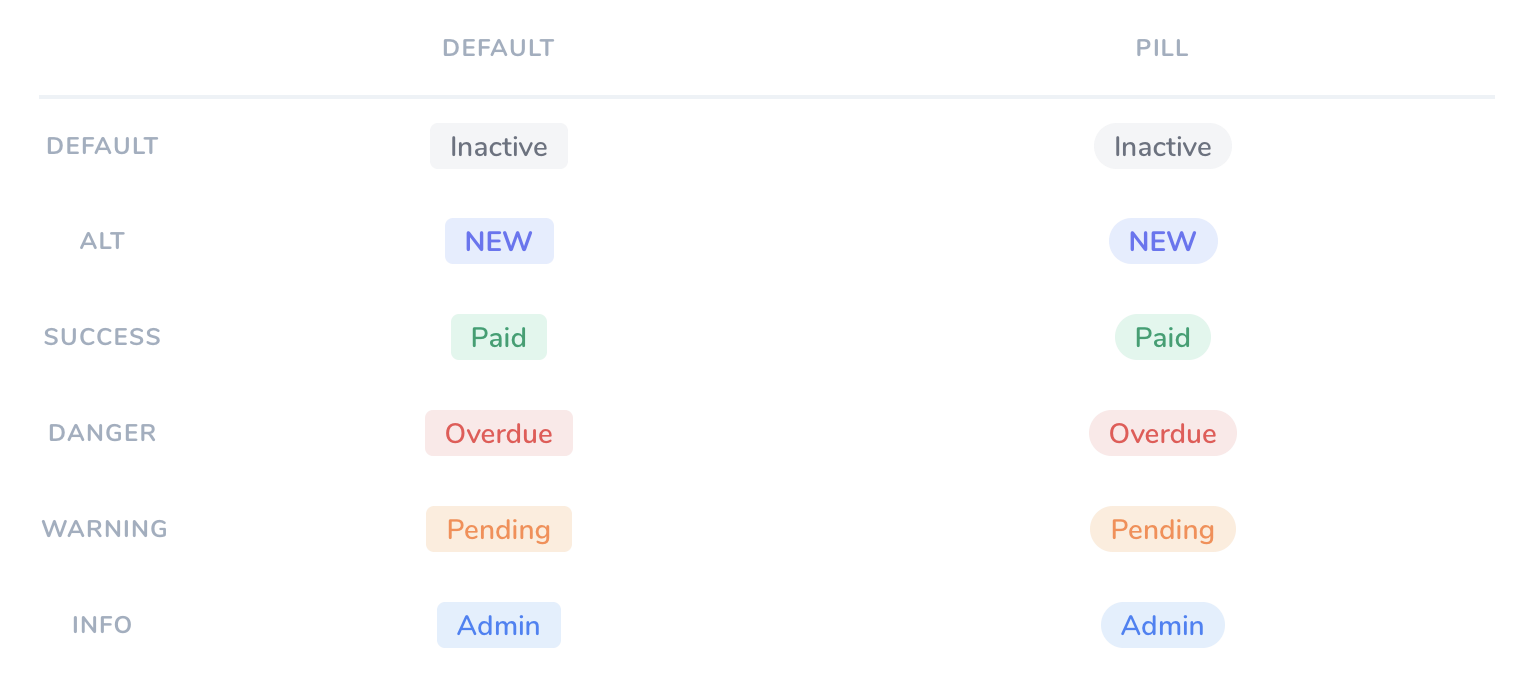 DEFAULT PILL
DEFAULT Inactive Inactive
ALT NEW NEW
SUCCESS Paid Paid
DANGER Overdue Overdue
WARNING Pending Pending
INFO Admin Admin